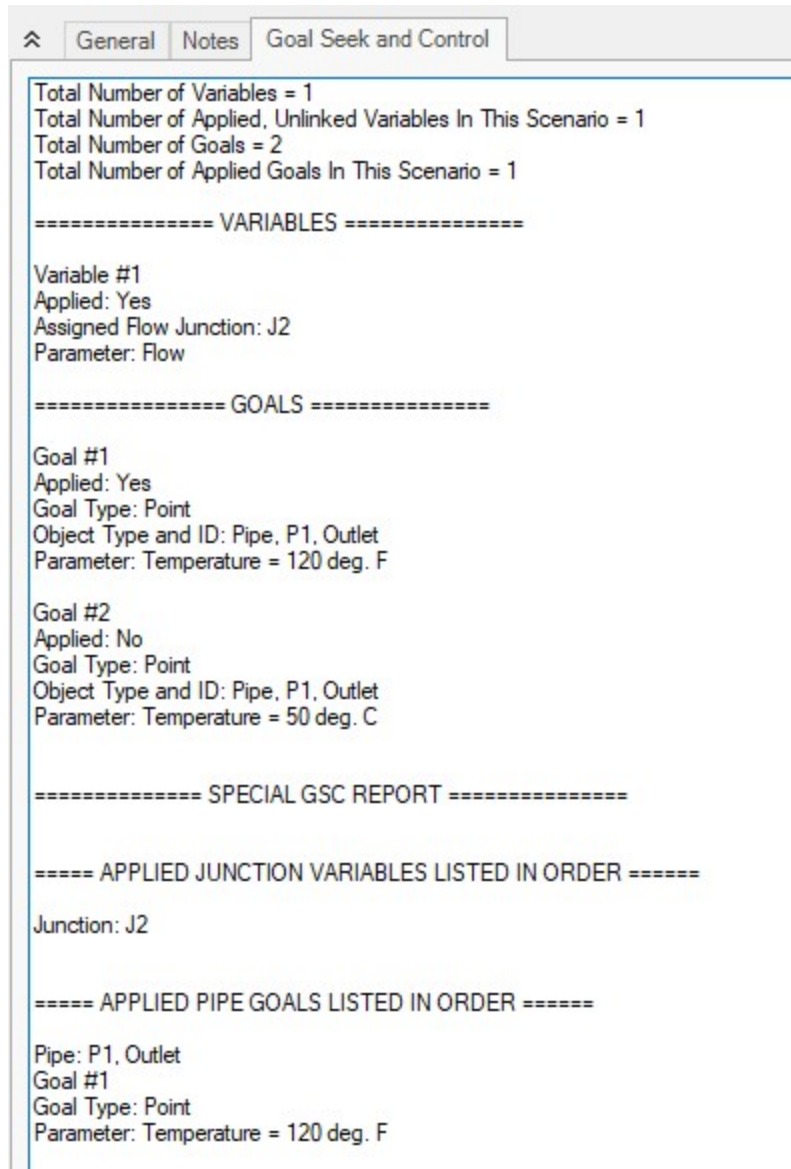 General Notes Goal Seek and Control
Total Number of Variables = 1
Total Number of Applied, Unlinked Variables In This Scenario = 1
Total Number of Goals = 2
Total Number of Applied Goals In This Scenario = 1
=============== VARIABLES ===============
Variable #1
Applied: Yes
Assigned Flow Junction: J2
Parameter: Flow
================ GOALS ===============
Goal #1
Applied: Yes
Goal Type: Point
Object Type and ID: Pipe, P1, Outlet
Parameter: Temperature = 120 deg. F
Goal #2
Applied: No
Goal Type: Point
Object Type and ID: Pipe, P1, Outlet
Parameter: Temperature = 50 deg. C
============== SPECIAL GSC REPORT ===============
===== APPLIED JUNCTION VARIABLES LISTED IN ORDER ======
Junction: J2
===== APPLIED PIPE GOALS LISTED IN ORDER ======
Pipe: P1, Outlet
Goal #1
Goal Type: Point
Parameter: Temperature = 120 deg. F